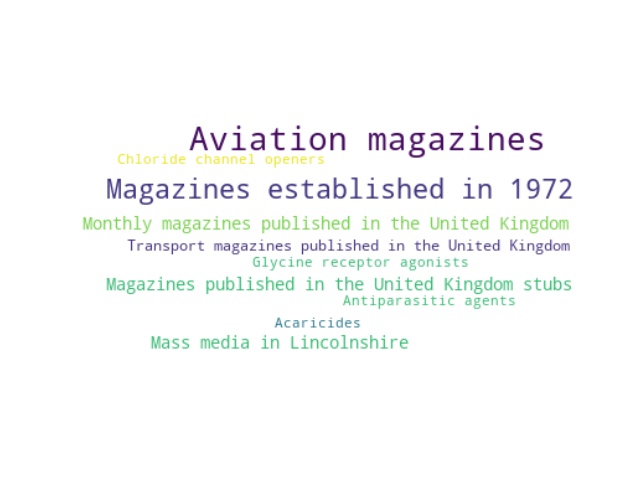 Aviation magazines
Chloride channel openers
Magazines established in 1972
Monthly magazines published in the United Kingdom
Transport magazines published in the United Kingdom
Glycine receptor agonists
Magazines published in the United Kingdom stubs
Antiparasitic agents
Acaricides
Mass media in Lincolnshire